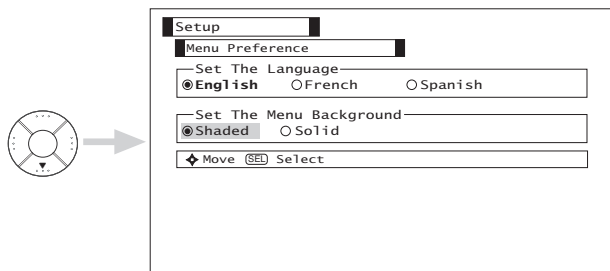 Setup
Menu Preference
Set The Language
English French Spanish
Set The Menu Background
Shaded Solid
Move SEL Select